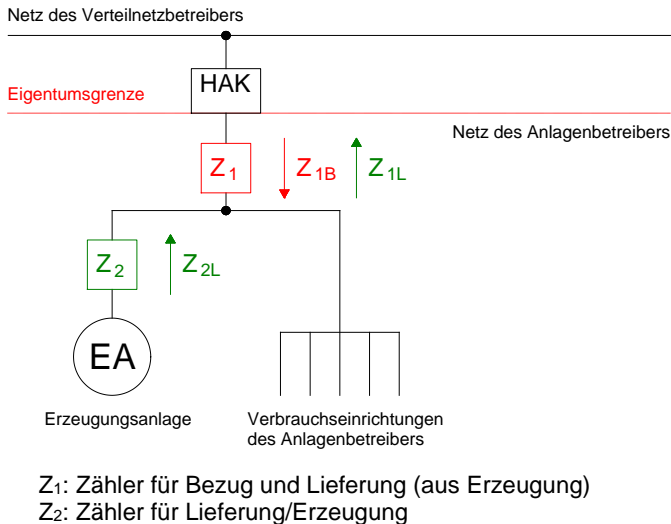 Netz des Verteilnetzbetreibers
HAK
Eigentumsgrenze
Netz des Anlagenbetreibers
Z₁ Z₁B Z₁L
Z₂ Z₂L
EA
Erzeugungsanlage
Verbrauchseinrichtungen
des Anlagenbetreibers
Z₁: Zähler für Bezug und Lieferung (aus Erzeugung)
Z₂: Zähler für Lieferung/Erzeugung